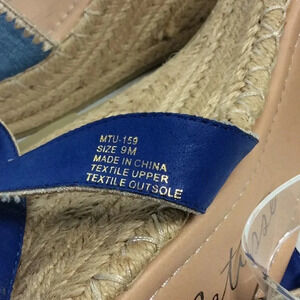 MTU-159
SIZE 9M
MADE IN CHINA
TEXTILE UPPER
TEXTILE OUTSOLE